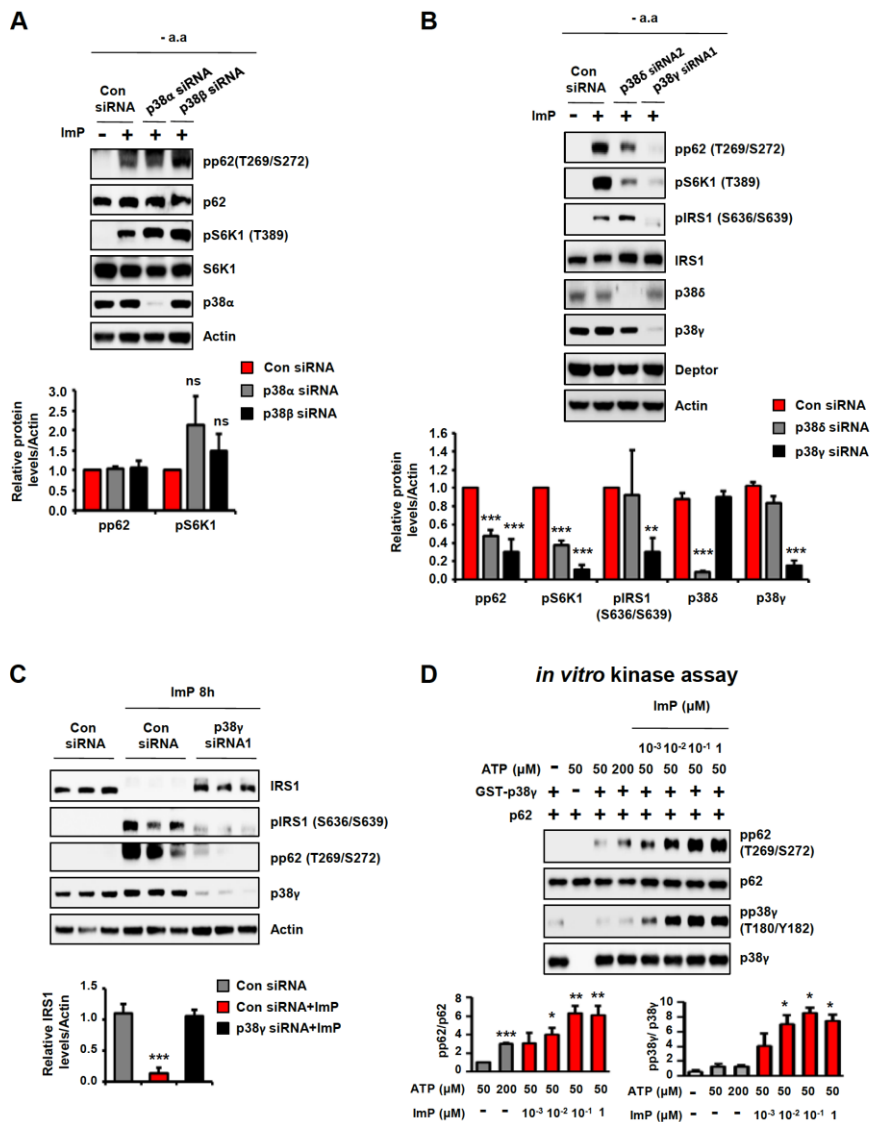 A
- a.a
Con siRNA
p38α siRNA
p38β siRNA
ImP - + + +
pp62(T269/S272)
p62
pS6K1 (T389)
S6K1
p38α
Actin
Relative protein levels/Actin
3.0
2.5
2.0
1.5
1.0
0.5
0.0
ns
ns
Con siRNA
p38α siRNA
p38β siRNA
pp62 pS6K1
B
- a.a
Con siRNA
p38δ siRNA2
p38γ siRNA1
ImP - + + +
pp62 (T269/S272)
pS6K1 (T389)
pIRS1 (S636/S639)
IRS1
p38δ
p38γ
Deptor
Actin
Con siRNA
p38δ siRNA
p38γ siRNA
Relative protein levels/Actin
1.6
1.4
1.2
1.0
0.8
0.6
0.4
0.2
0.0
*** *** *** *** ** *** ***
pp62 pS6K1 pIRS1 (S636/S639) p38δ p38γ
C
ImP 8h
Con siRNA
Con siRNA
p38γ siRNA1
IRS1
pIRS1 (S636/S639)
pp62 (T269/S272)
p38γ
Actin
Relative IRS1 levels/Actin
1.5
1.0
0.5
0.0
***
Con siRNA
Con siRNA+ImP
p38γ siRNA+ImP
D
in vitro kinase assay
ImP (μM)
10-3 10-2 10-1 1
ATP (μM) - 50 50 200 50 50 50 50
GST-p38γ + - + + + + + +
p62 + + + + + + + +
pp62 (T269/S272)
p62
pp38γ (T180/Y182)
p38γ
pp62/p62
8
6
4
2
0
*** * ** **
ATP (μM) 50 200 50 50 50 50
ImP (μM) - - 10-3 10-2 10-1 1
pp38γ/ p38γ
10
8
6
4
2
0
* * *
ATP (μM) - 50 200 50 50 50 50
ImP (μM) - - - 10-3 10-2 10-1 1